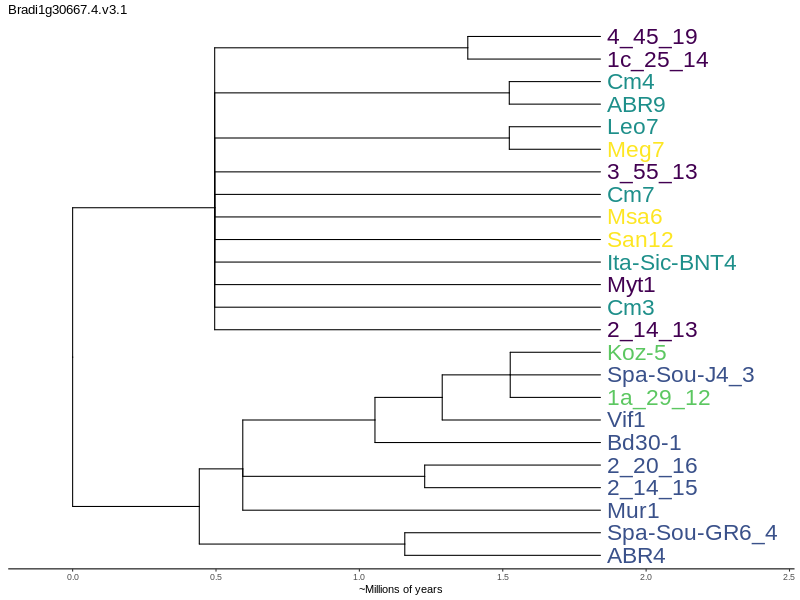 Bradi1g30667.4.v3.1
4_45_19
1c_25_14
Cm4
ABR9
Leo7
Meg7
3_55_13
Cm7
Msa6
San12
Ita-Sic-BNT4
Myt1
Cm3
2_14_13
Koz-5
Spa-Sou-J4_3
1a_29_12
Vif1
Bd30-1
2_20_16
2_14_15
Mur1
Spa-Sou-GR6_4
ABR4
0.0 0.5 1.0 1.5 2.0 2.5
~Millions of years